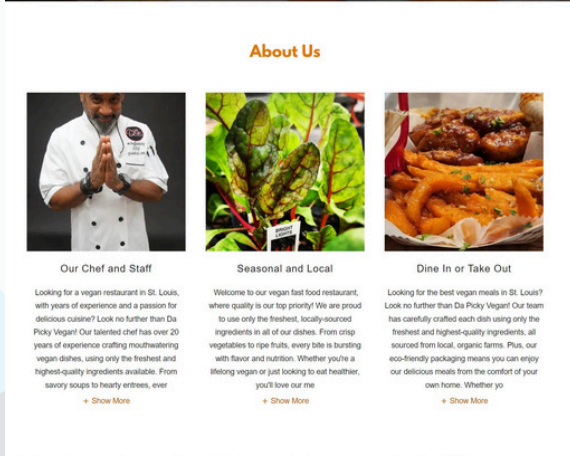 About Us
BRIGHT
LIGHTS
Our Chef and Staff
Looking for a vegan restaurant in St. Louis,
with years of experience and a passion for
delicious cuisine? Look no further than Da
Picky Vegan! Our talented chef has over 20
years of experience crafting mouthwatering
vegan dishes, using only the freshest and
highest-quality ingredients available. From
savory soups to hearty entrees, ever
+ Show More
Seasonal and Local
Welcome to our vegan fast food restaurant,
where quality is our top priority! We are proud
to use only the freshest, locally-sourced
ingredients in all of our dishes. From crisp
vegetables to ripe fruits, every bite is bursting
with flavor and nutrition. Whether you're a
lifelong vegan or just looking to eat healthier,
you'll love our me
+ Show More
Dine In or Take Out
Looking for the best vegan meals in St. Louis?
Look no further than Da Picky Vegan! Our team
has carefully crafted each dish using only the
freshest and highest-quality ingredients, all
sourced from local, organic farms. Plus, our
eco-friendly packaging means you can enjoy
our delicious meals from the comfort of your
own home. Whether yo
+ Show More